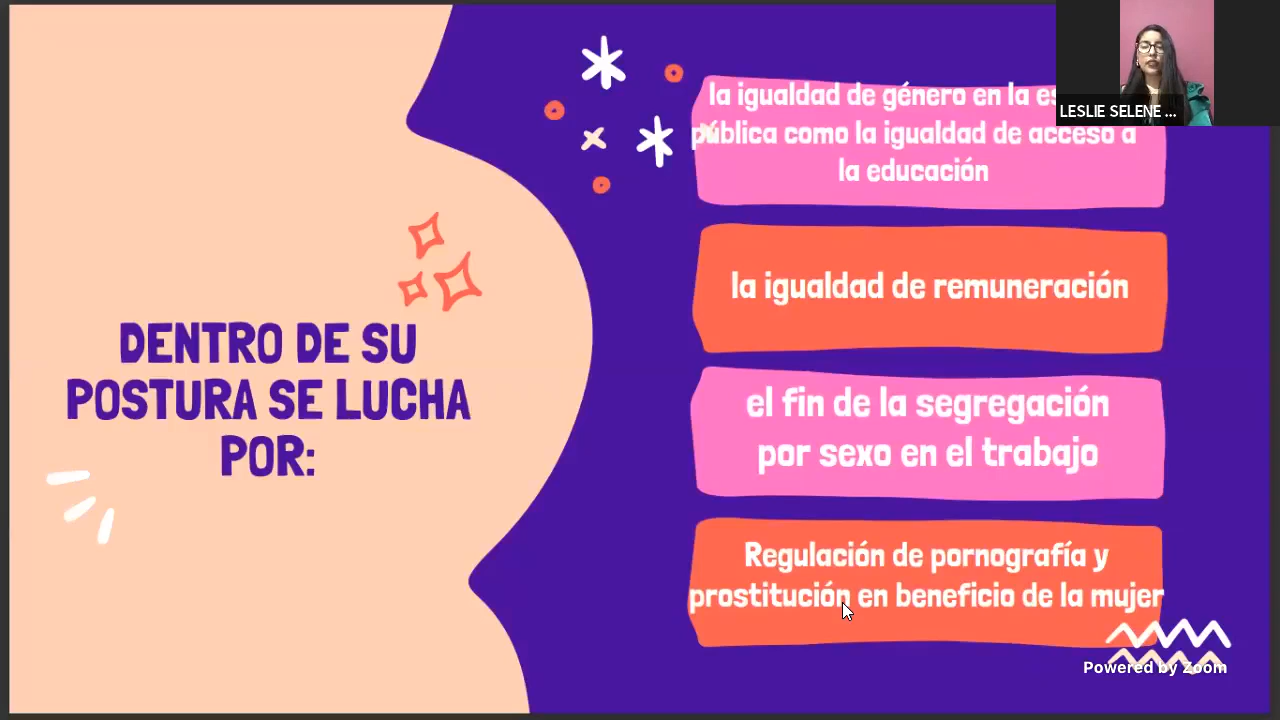 DENTRO DE SU
POSTURA SE LUCHA
POR:
la igualdad de género en la
pública como la igualdad de acceso a
la educación
la igualdad de remuneración
el fin de la segregación
por sexo en el trabajo
Regulación de pornografía y
prostitución en beneficio de la mujer
LESLIE SELENE ...
Powered by Zoom